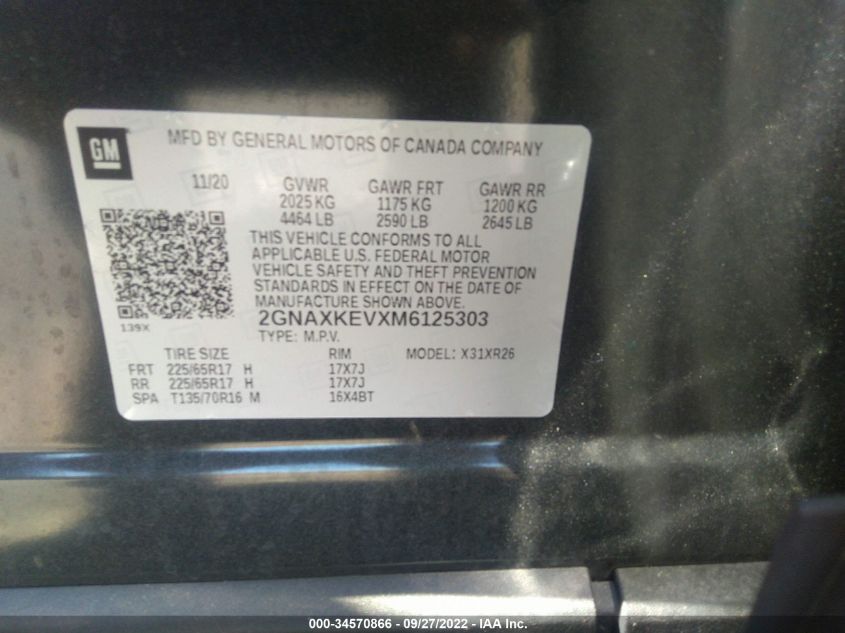 GM
MFD BY GENERAL MOTORS OF CANADA COMPANY
11/20 GVWR GAWR FRT GAWR RR
2025 KG 1175 KG 1200 KG
4464 LB 2590 LB 2645 LB
THIS VEHICLE CONFORMS TO ALL
APPLICABLE U.S. FEDERAL MOTOR
VEHICLE SAFETY AND THEFT PREVENTION
STANDARDS IN EFFECT ON THE DATE OF
MANUFACTURE SHOWN ABOVE.
139X
2GNAXKEVXM6125303
TYPE: M.P.V.
TIRE SIZE RIM MODEL: X31XR26
FRT 225/65R17 H 17X7J
RR 225/65R17 H 17X7J
SPA T135/70R16 M 16X4BT
000-34570866 - 09/27/2022 - IAA Inc.